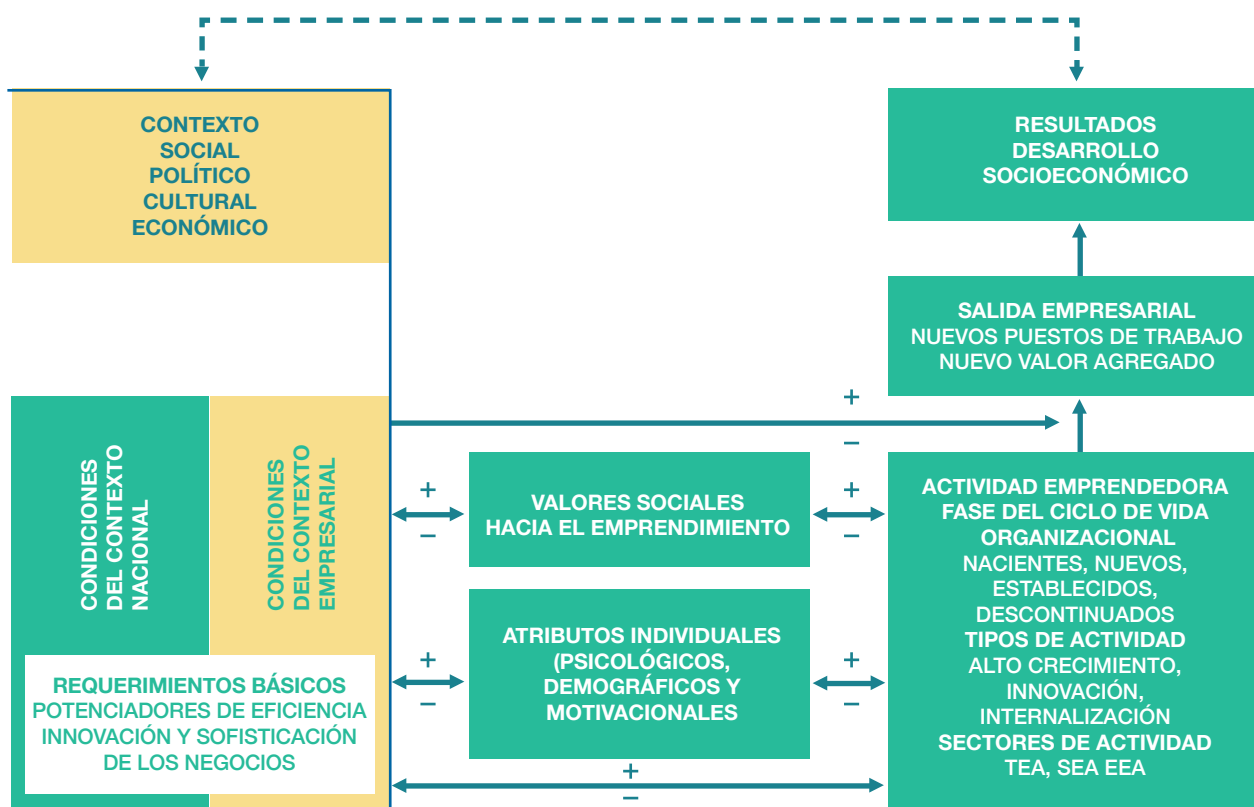 CONTEXTO
SOCIAL
POLÍTICO
CULTURAL
ECONÓMICO
RESULTADOS
DESARROLLO
SOCIOECONÓMICO
SALIDA EMPRESARIAL
NUEVOS PUESTOS DE TRABAJO
NUEVO VALOR AGREGADO
+
–
CONDICIONES
DEL CONTEXTO
NACIONAL
CONDICIONES
DEL CONTEXTO
EMPRESARIAL
REQUERIMIENTOS BÁSICOS
POTENCIADORES DE EFICIENCIA
INNOVACIÓN Y SOFISTICACIÓN
DE LOS NEGOCIOS
+
–
VALORES SOCIALES
HACIA EL EMPRENDIMIENTO
+
–
+
–
ATRIBUTOS INDIVIDUALES
(PSICOLÓGICOS,
DEMOGRÁFICOS Y
MOTIVACIONALES
+
–
+
–
ACTIVIDAD EMPRENDEDORA
FASE DEL CICLO DE VIDA
ORGANIZACIONAL
NACIENTES, NUEVOS,
ESTABLECIDOS,
DESCONTINUADOS
TIPOS DE ACTIVIDAD
ALTO CRECIMIENTO,
INNOVACIÓN,
INTERNALIZACIÓN
SECTORES DE ACTIVIDAD
TEA, SEA EEA